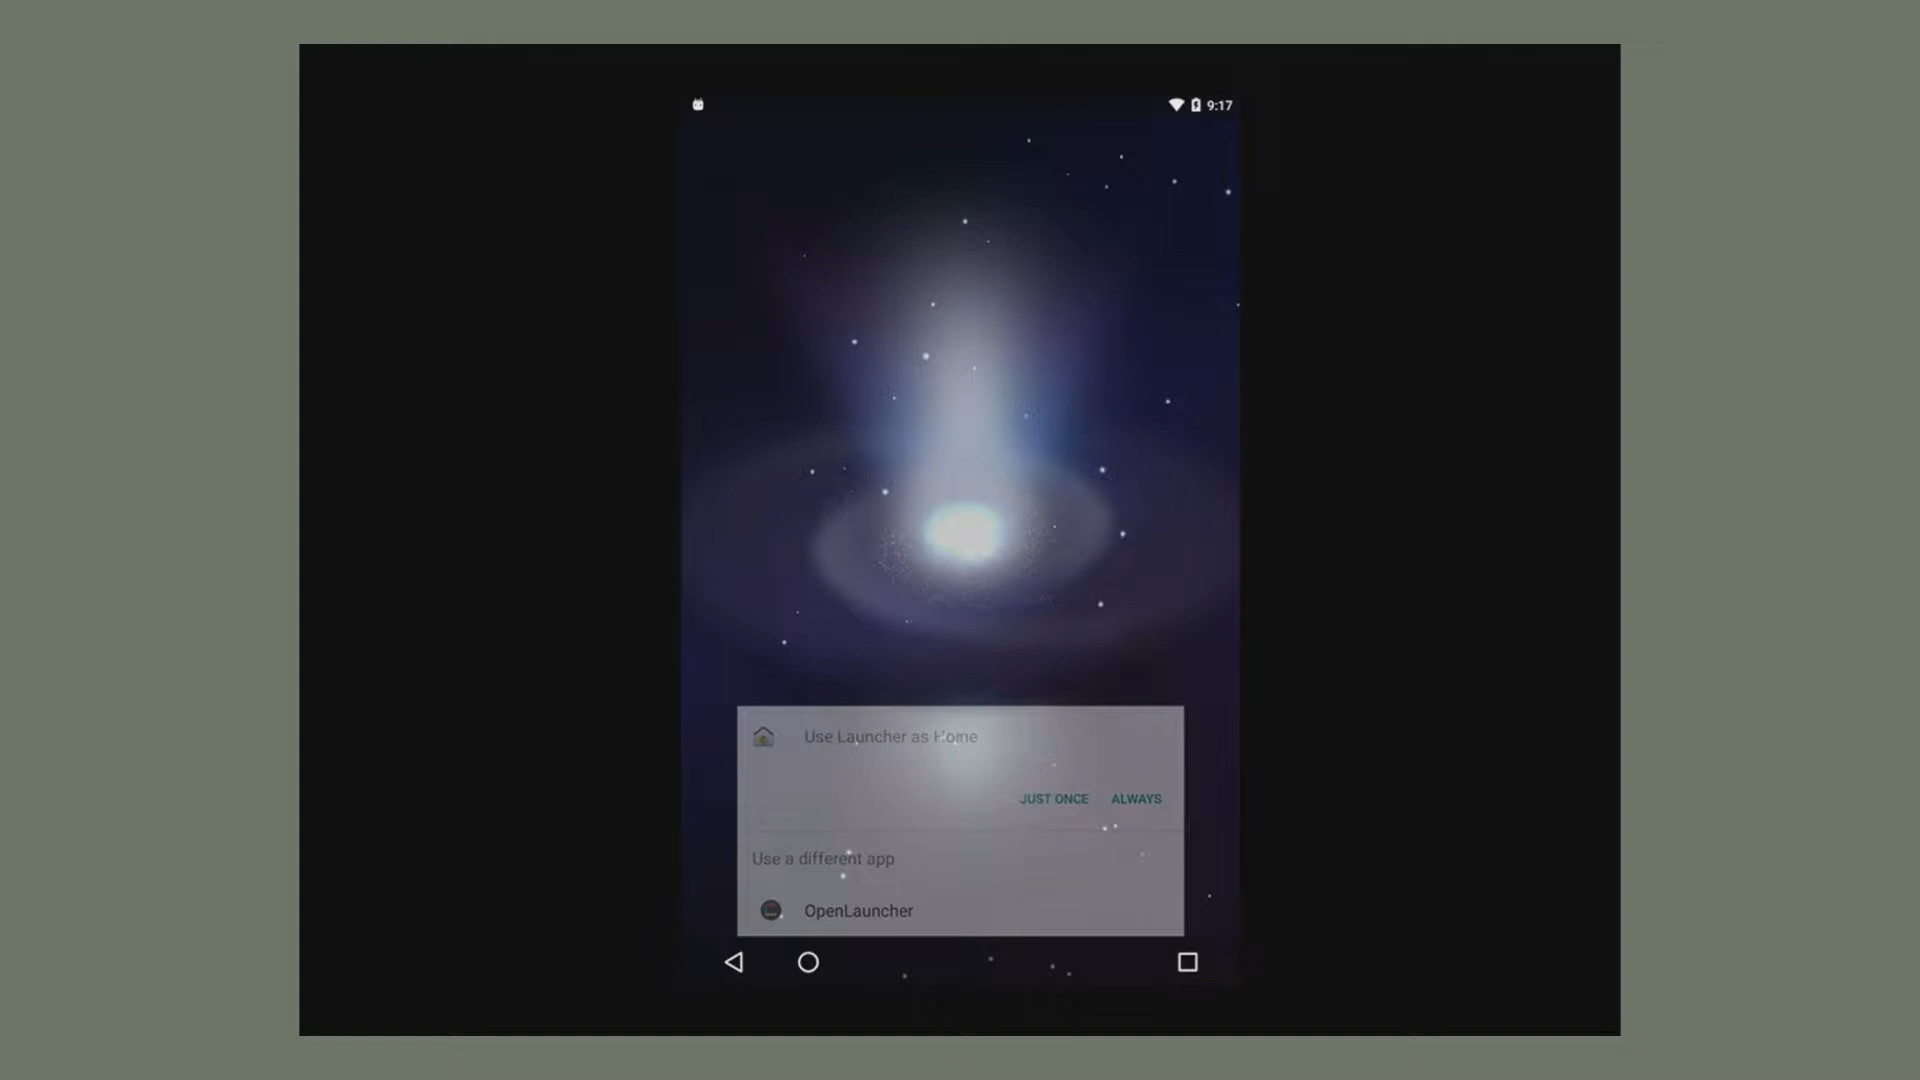 9:17
Use Launcher as Home
JUST ONCE ALWAYS
Use a different app
OpenLauncher